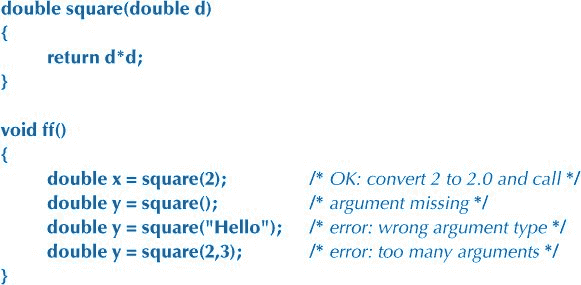 double square(double d)
{
return d*d;
}
void ff()
{
double x = square(2); /* OK: convert 2 to 2.0 and call */
double y = square(); /* argument missing */
double y = square("Hello"); /* error: wrong argument type */
double y = square(2,3); /* error: too many arguments */
}